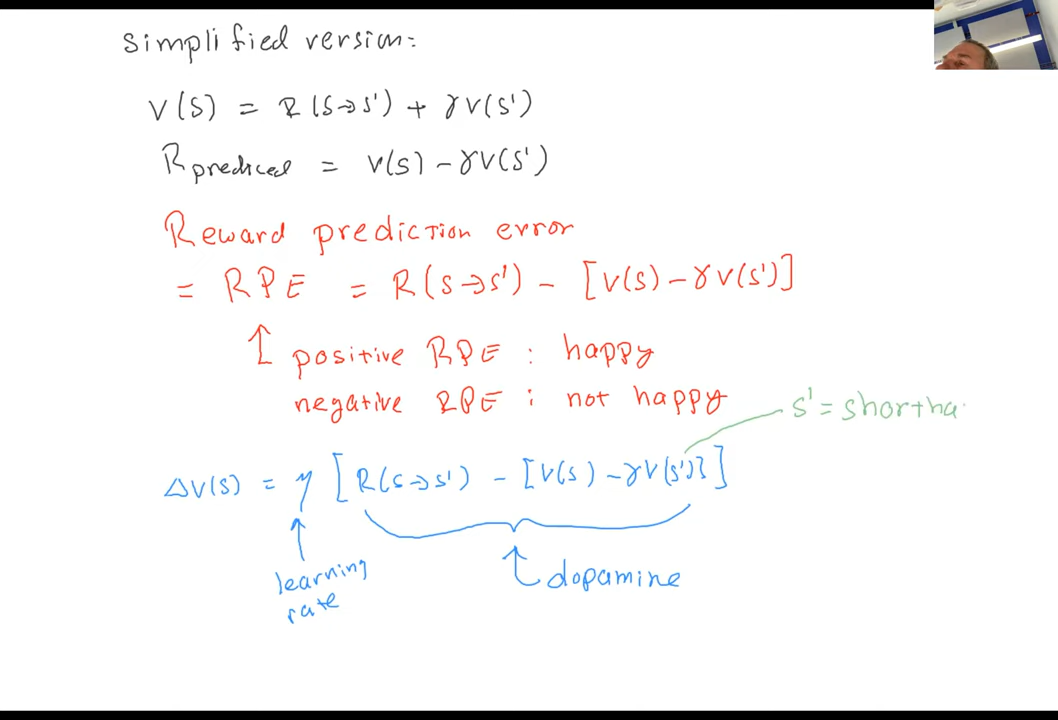 simplified version:
V(s) = R(s→s') + γV(s')
Rprediced = V(s) - γV(s')
Reward prediction error
= RPE = R(s→s') - [V(s) - γV(s')]
↑ positive RPE : happy
negative RPE : not happy
s' = shortha
ΔV(s) = η [R(s→s') - [V(s) - γV(s')]]
learning
rate
dopamine